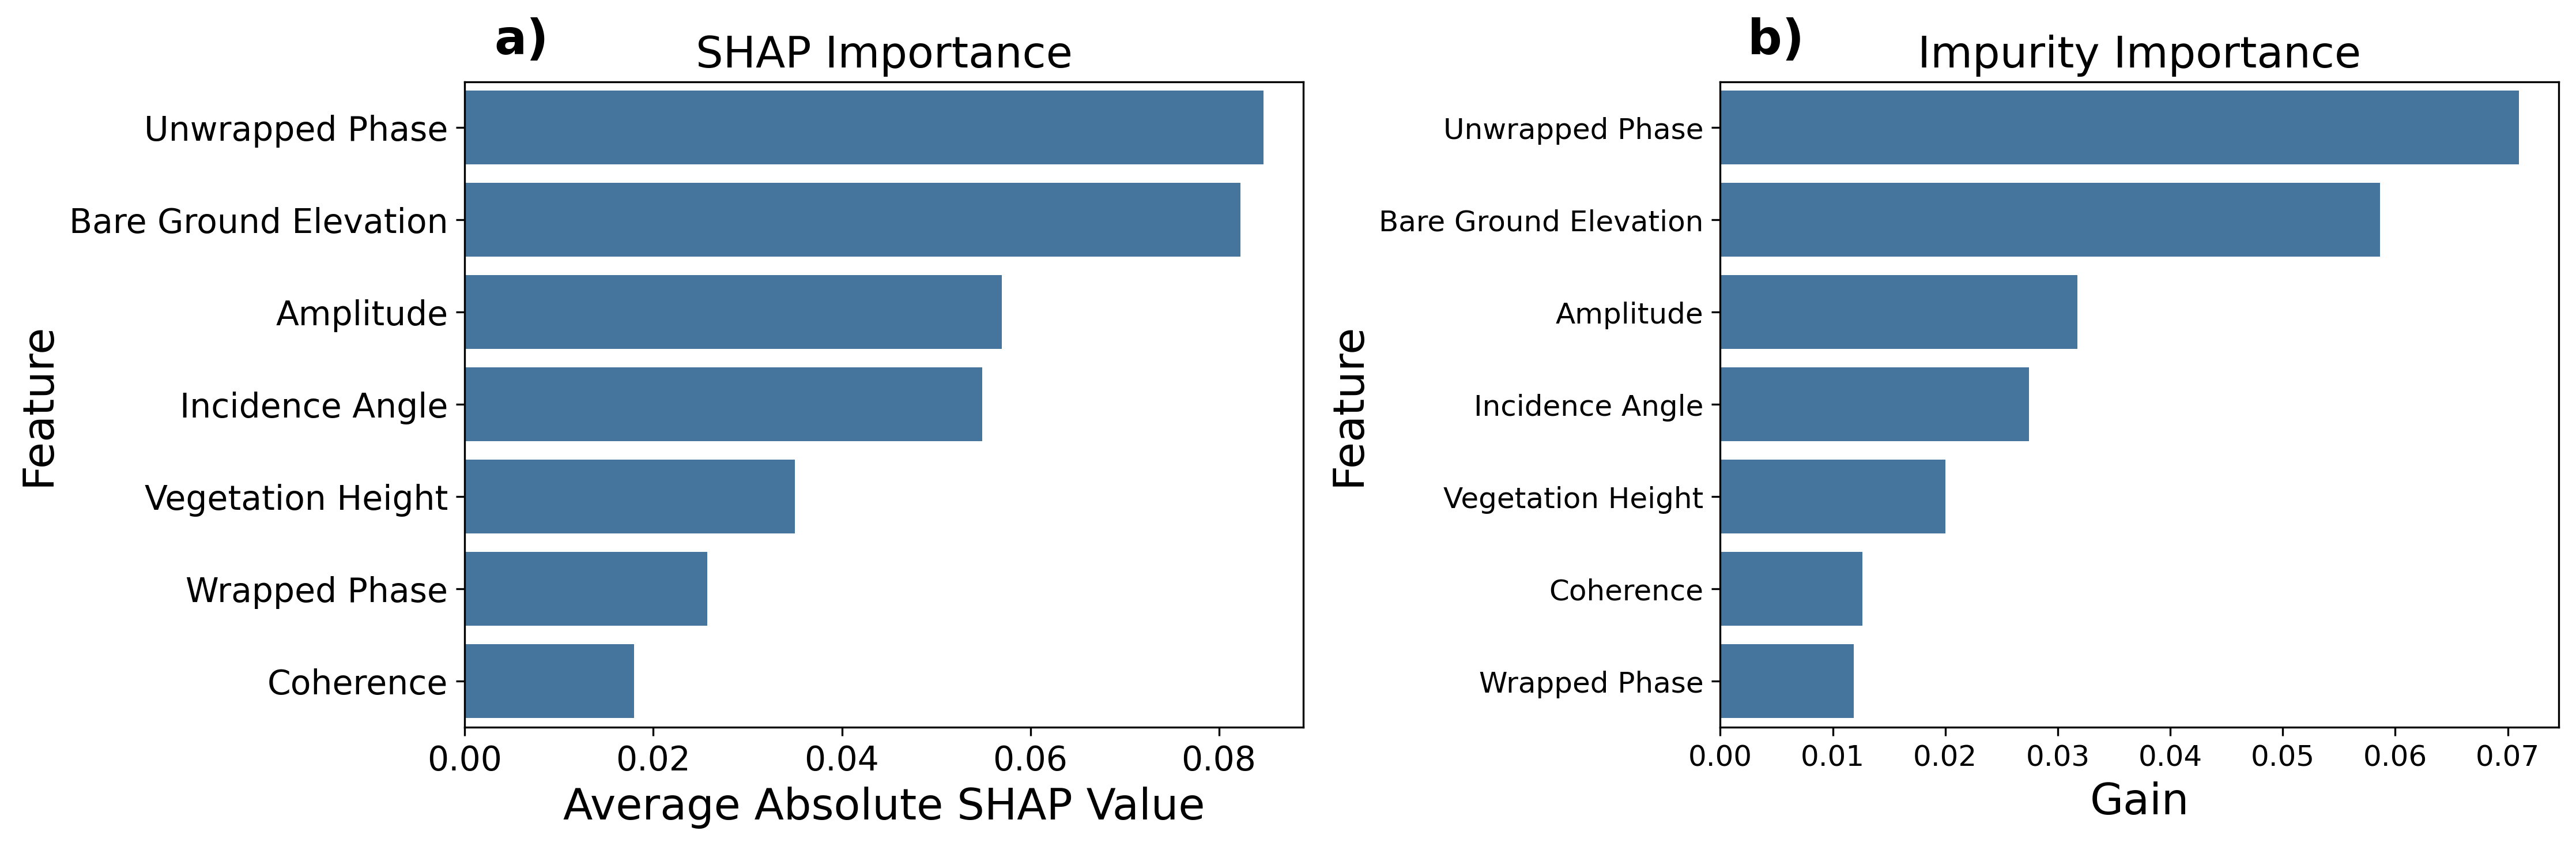 a)
SHAP Importance
Feature
Unwrapped Phase
Bare Ground Elevation
Amplitude
Incidence Angle
Vegetation Height
Wrapped Phase
Coherence
0.00 0.02 0.04 0.06 0.08
Average Absolute SHAP Value
b)
Impurity Importance
Feature
Unwrapped Phase
Bare Ground Elevation
Amplitude
Incidence Angle
Vegetation Height
Coherence
Wrapped Phase
0.00 0.01 0.02 0.03 0.04 0.05 0.06 0.07
Gain